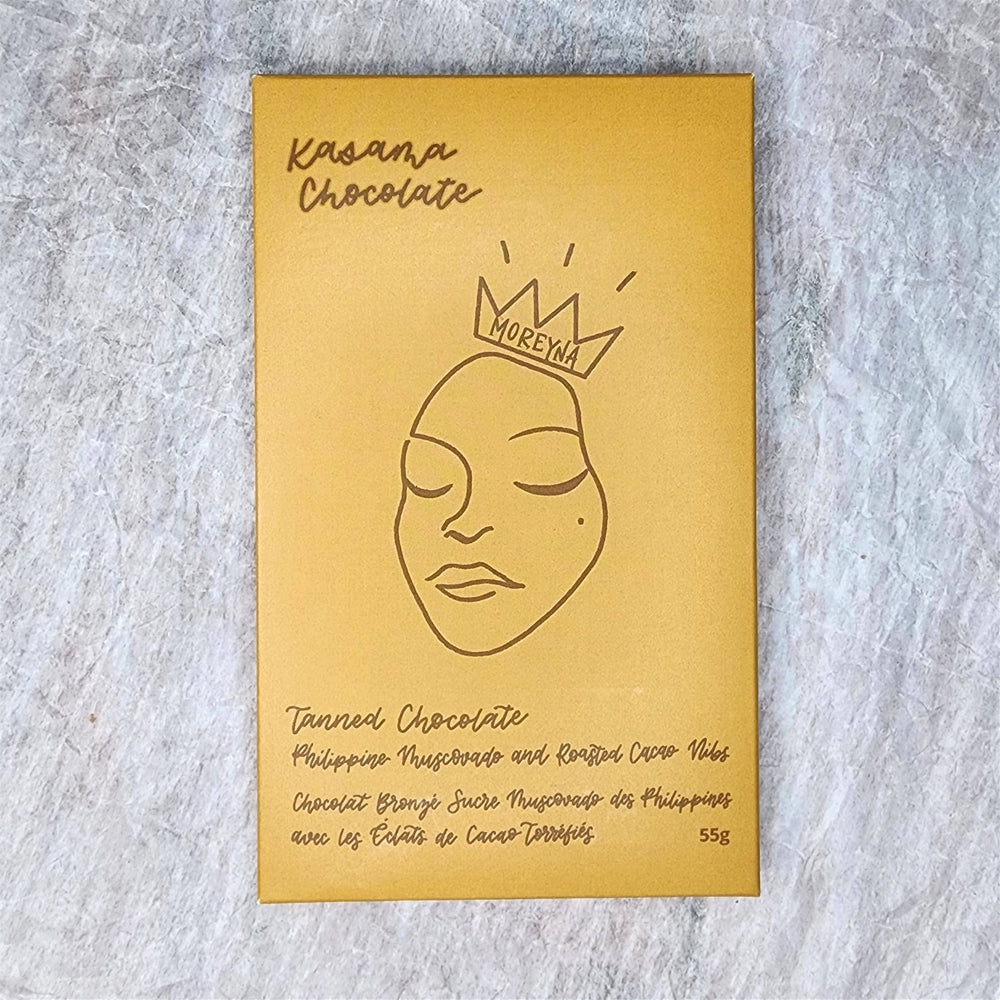 Kasama
Chocolate
MOREYNA
Tanned Chocolate
Philippine Muscovado and Roasted Cacao Nibs
Chocolat Bronzé Sucre Muscovado des Philippines
avec les Éclats de Cacao Torréfiés
55g